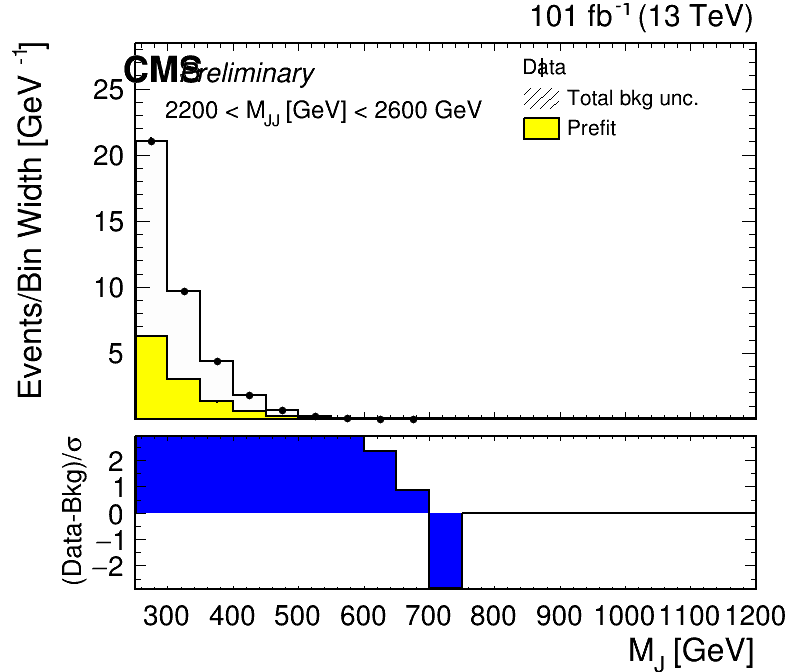 101 fb⁻¹ (13 TeV)
CMS Preliminary
2200 < M_JJ [GeV] < 2600 GeV
Data
Total bkg unc.
Prefit
Events/Bin Width [GeV⁻¹]
25
20
15
10
5
(Data-Bkg)/σ
2
1
0
−1
−2
300 400 500 600 700 800 900 1000 1100 1200
M_J [GeV]